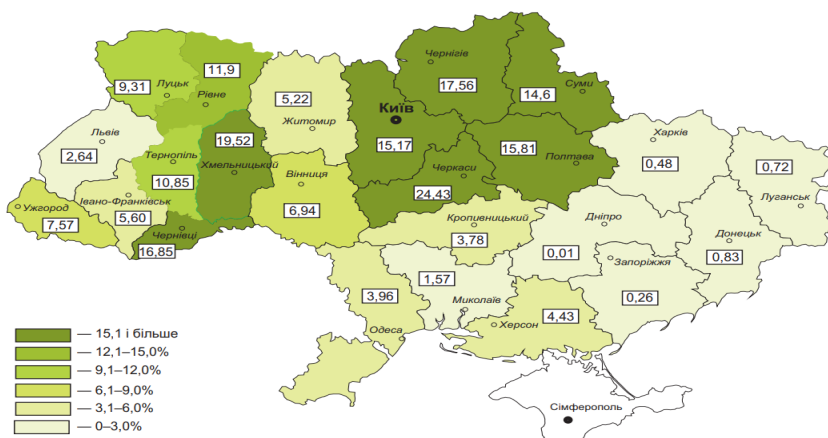 Чернігів
17,56
Суми
14,6
11,9
Рівне
Луцьк
9,31
5,22
Житомир
Київ
15,17
Львів
2,64
19,52
Хмельницький
Тернопіль
10,85
15,81
Полтава
Харків
0,48
0,72
Луганськ
Черкаси
24,43
Вінниця
6,94
Івано-Франківськ
5,60
Ужгород
7,57
Чернівці
16,85
Кропивницький
3,78
Дніпро
0,01
Донецьк
0,83
Запоріжжя
0,26
1,57
Миколаїв
3,96
Одеса
4,43
Херсон
Сімферополь
— 15,1 і більше
— 12,1–15,0%
— 9,1–12,0%
— 6,1–9,0%
— 3,1–6,0%
— 0–3,0%